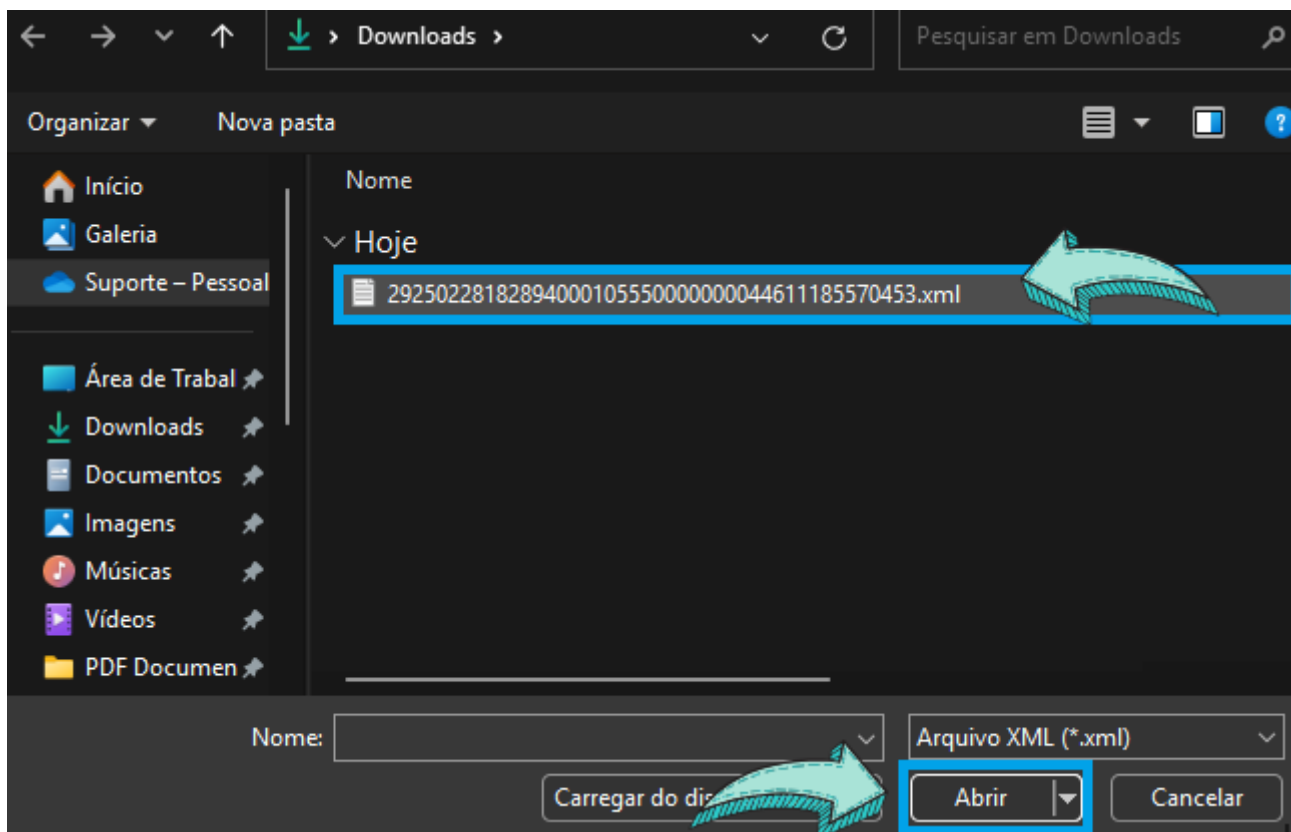 Downloads
Pesquisar em Downloads
Organizar
Nova pasta
Início
Galeria
Suporte – Pessoal
Área de Trabal
Downloads
Documentos
Imagens
Músicas
Vídeos
PDF Documen
Nome
Hoje
29250228182894000105550000000044611185570453.xml
Nome:
Arquivo XML (*.xml)
Carregar do dis
Abrir
Cancelar